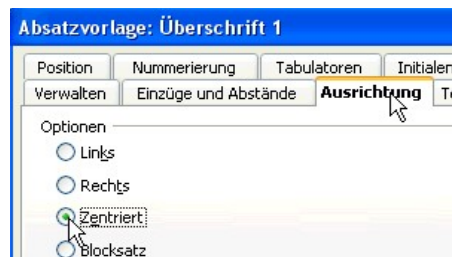 Absatzvorlage: Überschrift 1
Position Nummerierung Tabulatoren Initialen
Verwalten Einzüge und Abstände Ausrichtung
Optionen
Links
Rechts
Zentriert
Blocksatz